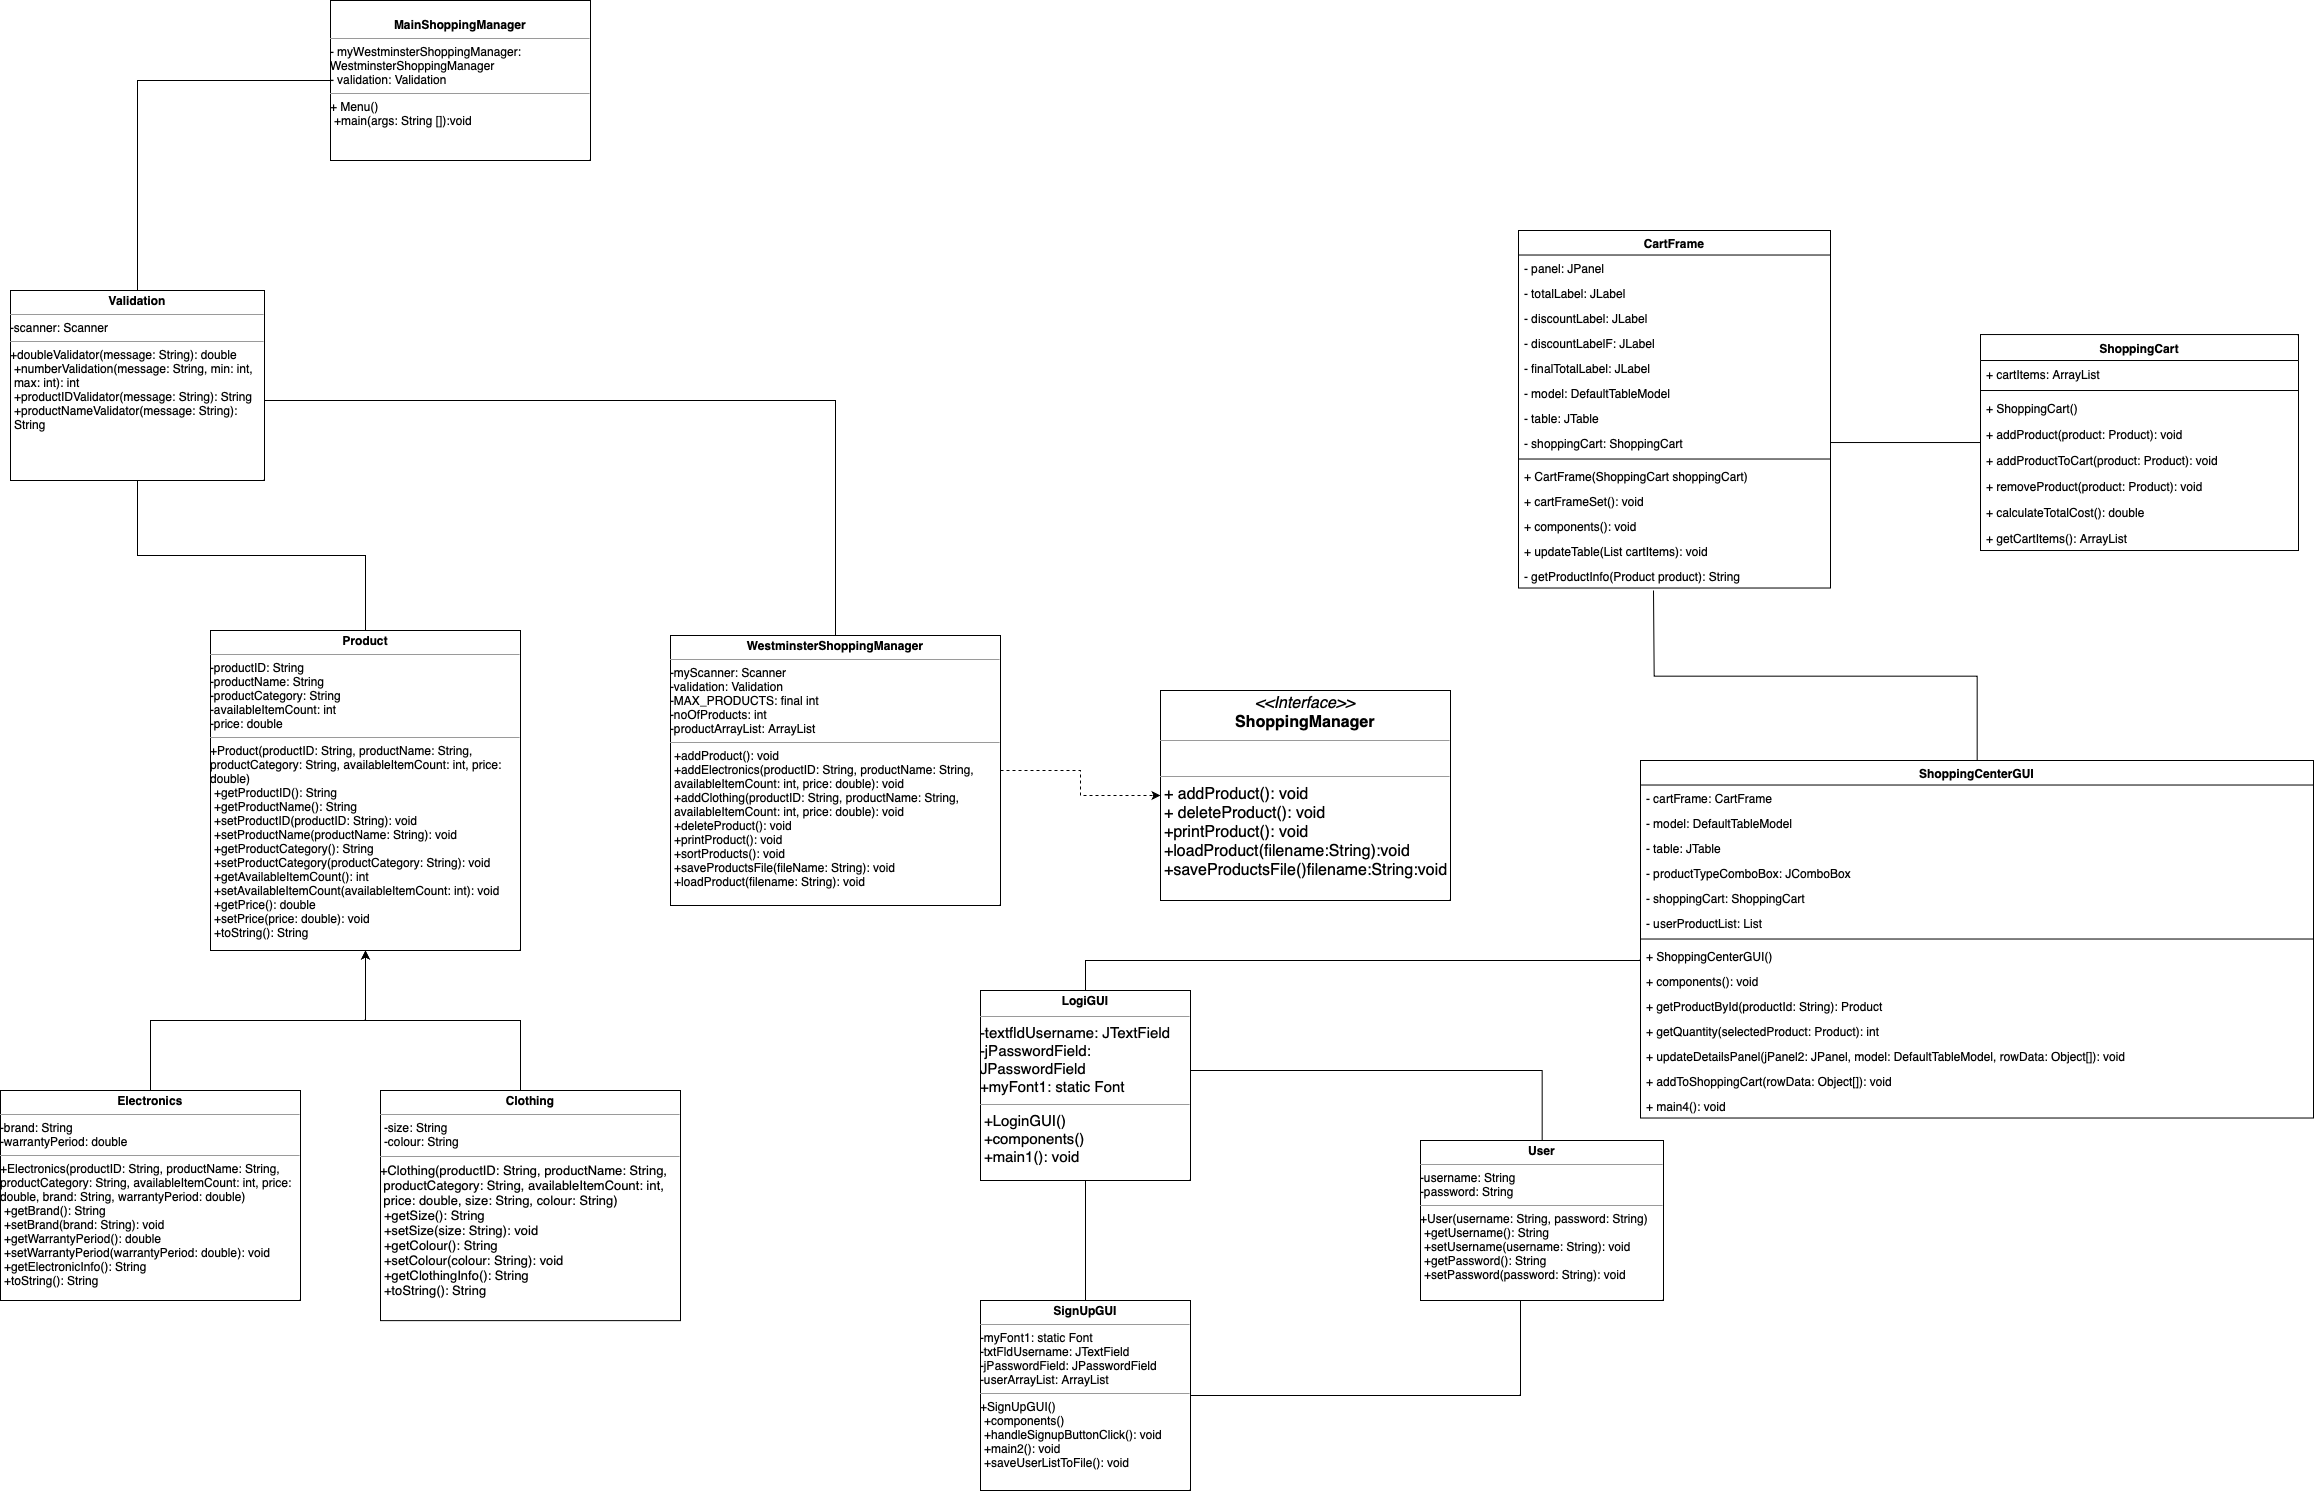 MainShoppingManager
- myWestminsterShoppingManager:
WestminsterShoppingManager
- validation: Validation
+ Menu()
+main(args: String []):void
Validation
-scanner: Scanner
+doubleValidator(message: String): double
+numberValidation(message: String, min: int,
max: int): int
+productIDValidator(message: String): String
+productNameValidator(message: String):
String
Product
-productID: String
-productName: String
-productCategory: String
-availableItemCount: int
-price: double
+Product(productID: String, productName: String,
productCategory: String, availableItemCount: int, price:
double)
+getProductID(): String
+getProductName(): String
+setProductID(productID: String): void
+setProductName(productName: String): void
+getProductCategory(): String
+setProductCategory(productCategory: String): void
+getAvailableItemCount(): int
+setAvailableItemCount(availableItemCount: int): void
+getPrice(): double
+setPrice(price: double): void
+toString(): String
WestminsterShoppingManager
-myScanner: Scanner
-validation: Validation
-MAX_PRODUCTS: final int
-noOfProducts: int
-productArrayList: ArrayList
+addProduct(): void
+addElectronics(productID: String, productName: String,
availableItemCount: int, price: double): void
+addClothing(productID: String, productName: String,
availableItemCount: int, price: double): void
+deleteProduct(): void
+printProduct(): void
+sortProducts(): void
+saveProductsFile(fileName: String): void
+loadProduct(filename: String): void
<<Interface>>
ShoppingManager
+ addProduct(): void
+ deleteProduct(): void
+printProduct(): void
+loadProduct(filename:String):void
+saveProductsFile()filename:String:void
Electronics
-brand: String
-warrantyPeriod: double
+Electronics(productID: String, productName: String,
productCategory: String, availableItemCount: int, price:
double, brand: String, warrantyPeriod: double)
+getBrand(): String
+setBrand(brand: String): void
+getWarrantyPeriod(): double
+setWarrantyPeriod(warrantyPeriod: double): void
+getElectronicInfo(): String
+toString(): String
Clothing
-size: String
-colour: String
+Clothing(productID: String, productName: String,
productCategory: String, availableItemCount: int,
price: double, size: String, colour: String)
+getSize(): String
+setSize(size: String): void
+getColour(): String
+setColour(colour: String): void
+getClothingInfo(): String
+toString(): String
CartFrame
- panel: JPanel
- totalLabel: JLabel
- discountLabel: JLabel
- discountLabelF: JLabel
- finalTotalLabel: JLabel
- model: DefaultTableModel
- table: JTable
- shoppingCart: ShoppingCart
+ CartFrame(ShoppingCart shoppingCart)
+ cartFrameSet(): void
+ components(): void
+ updateTable(List cartItems): void
- getProductInfo(Product product): String
ShoppingCart
+ cartItems: ArrayList
+ ShoppingCart()
+ addProduct(product: Product): void
+ addProductToCart(product: Product): void
+ removeProduct(product: Product): void
+ calculateTotalCost(): double
+ getCartItems(): ArrayList
ShoppingCenterGUI
- cartFrame: CartFrame
- model: DefaultTableModel
- table: JTable
- productTypeComboBox: JComboBox
- shoppingCart: ShoppingCart
- userProductList: List
+ ShoppingCenterGUI()
+ components(): void
+ getProductById(productId: String): Product
+ getQuantity(selectedProduct: Product): int
+ updateDetailsPanel(jPanel2: JPanel, model: DefaultTableModel, rowData: Object[]): void
+ addToShoppingCart(rowData: Object[]): void
+ main4(): void
LogiGUI
-textfldUsername: JTextField
-jPasswordField:
JPasswordField
+myFont1: static Font
+LoginGUI()
+components()
+main1(): void
User
-username: String
-password: String
+User(username: String, password: String)
+getUsername(): String
+setUsername(username: String): void
+getPassword(): String
+setPassword(password: String): void
SignUpGUI
-myFont1: static Font
-txtFldUsername: JTextField
-jPasswordField: JPasswordField
-userArrayList: ArrayList
+SignUpGUI()
+components()
+handleSignupButtonClick(): void
+main2(): void
+saveUserListToFile(): void